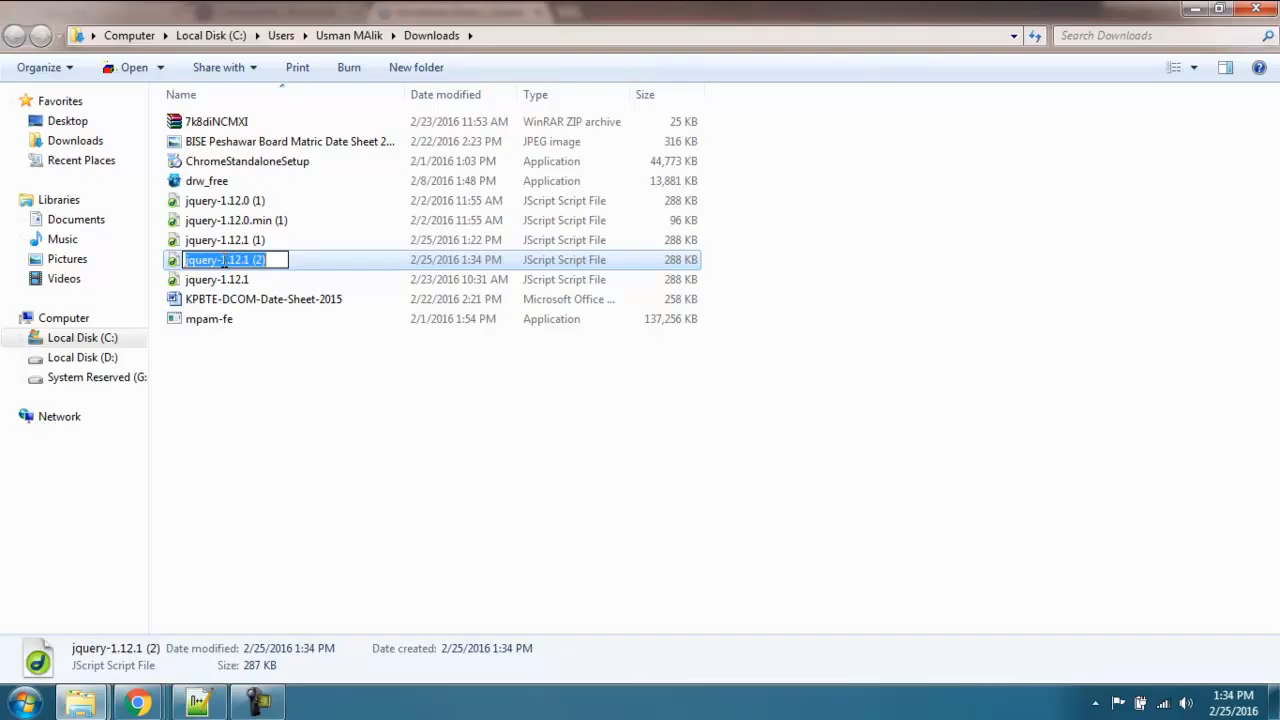 Computer Local Disk (C:) Users Usman MAlik Downloads Search Downloads
Organize Open Share with Print Burn New folder
Name Date modified Type Size
Favorites
Desktop
Downloads
Recent Places
Libraries
Documents
Music
Pictures
Videos
Computer
Local Disk (C:)
Local Disk (D:)
System Reserved (G:
Network
7k8diNCMXI 2/23/2016 11:53 AM WinRAR ZIP archive 25 KB
BISE Peshawar Board Matric Date Sheet 2... 2/22/2016 2:23 PM JPEG image 316 KB
ChromeStandaloneSetup 2/1/2016 1:03 PM Application 44,773 KB
drw_free 2/8/2016 1:48 PM Application 13,881 KB
jquery-1.12.0 (1) 2/2/2016 11:55 AM JScript Script File 288 KB
jquery-1.12.0.min (1) 2/2/2016 11:55 AM JScript Script File 96 KB
jquery-1.12.1 (1) 2/25/2016 1:22 PM JScript Script File 288 KB
jquery-1.12.1 (2) 2/25/2016 1:34 PM JScript Script File 288 KB
jquery-1.12.1 2/23/2016 10:31 AM JScript Script File 288 KB
KPBTE-DCOM-Date-Sheet-2015 2/22/2016 2:21 PM Microsoft Office ... 258 KB
mpam-fe 2/1/2016 1:54 PM Application 137,256 KB
jquery-1.12.1 (2) Date modified: 2/25/2016 1:34 PM Date created: 2/25/2016 1:34 PM
JScript Script File Size: 287 KB
1:34 PM
2/25/2016